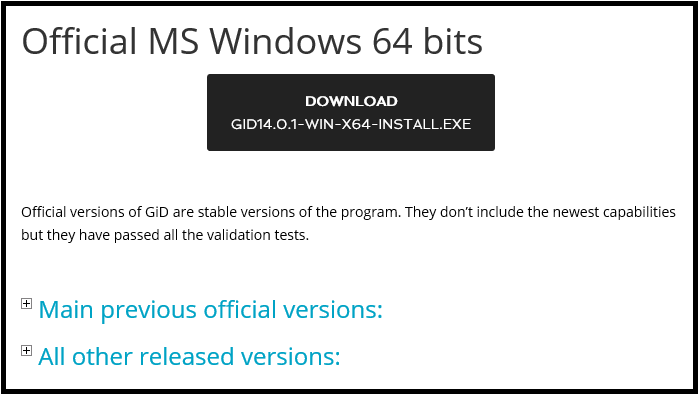 Official MS Windows 64 bits
DOWNLOAD
GID14.0.1-WIN-X64-INSTALL.EXE
Official versions of GiD are stable versions of the program. They don’t include the newest capabilities
but they have passed all the validation tests.
Main previous official versions:
All other released versions: